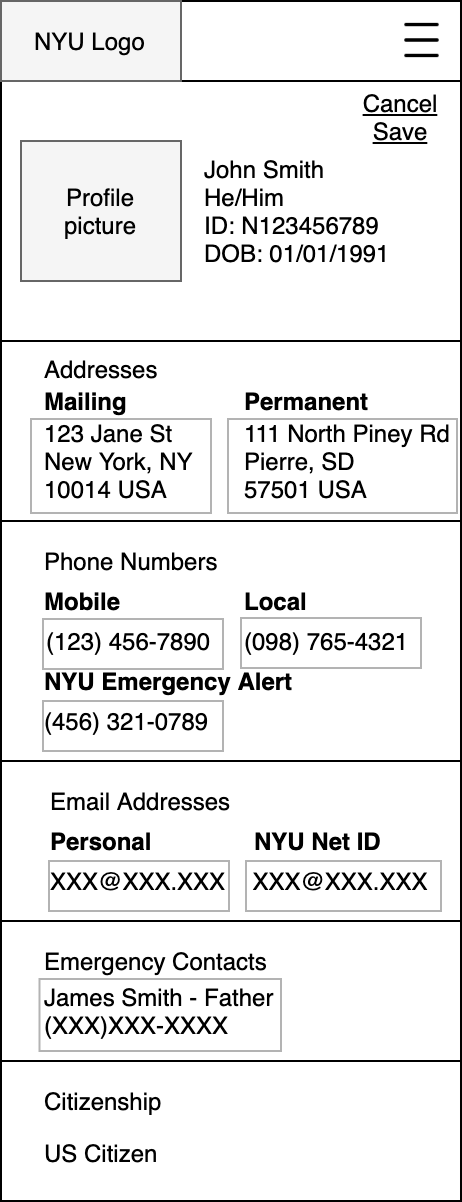 NYU Logo
Cancel
Save
Profile
picture
John Smith
He/Him
ID: N123456789
DOB: 01/01/1991
Addresses
Mailing
123 Jane St
New York, NY
10014 USA
Permanent
111 North Piney Rd
Pierre, SD
57501 USA
Phone Numbers
Mobile
(123) 456-7890
Local
(098) 765-4321
NYU Emergency Alert
(456) 321-0789
Email Addresses
Personal
XXX@XXX.XXX
NYU Net ID
XXX@XXX.XXX
Emergency Contacts
James Smith - Father
(XXX)XXX-XXXX
Citizenship
US Citizen